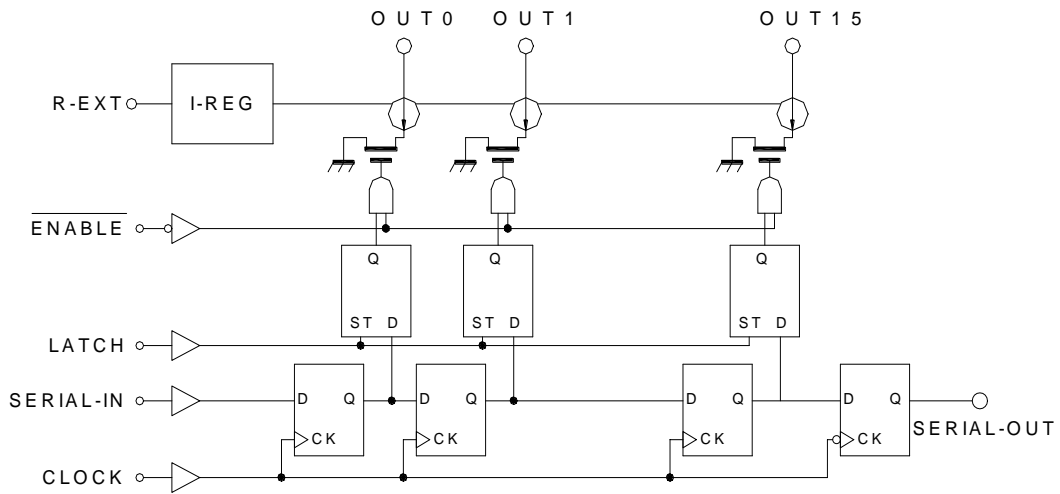 OUT0 OUT1 OUT15
R-EXT I-REG
ENABLE
Q Q Q
ST D ST D ST D
LATCH
SERIAL-IN D Q D Q D Q D Q
CK CK CK CK
SERIAL-OUT
CLOCK